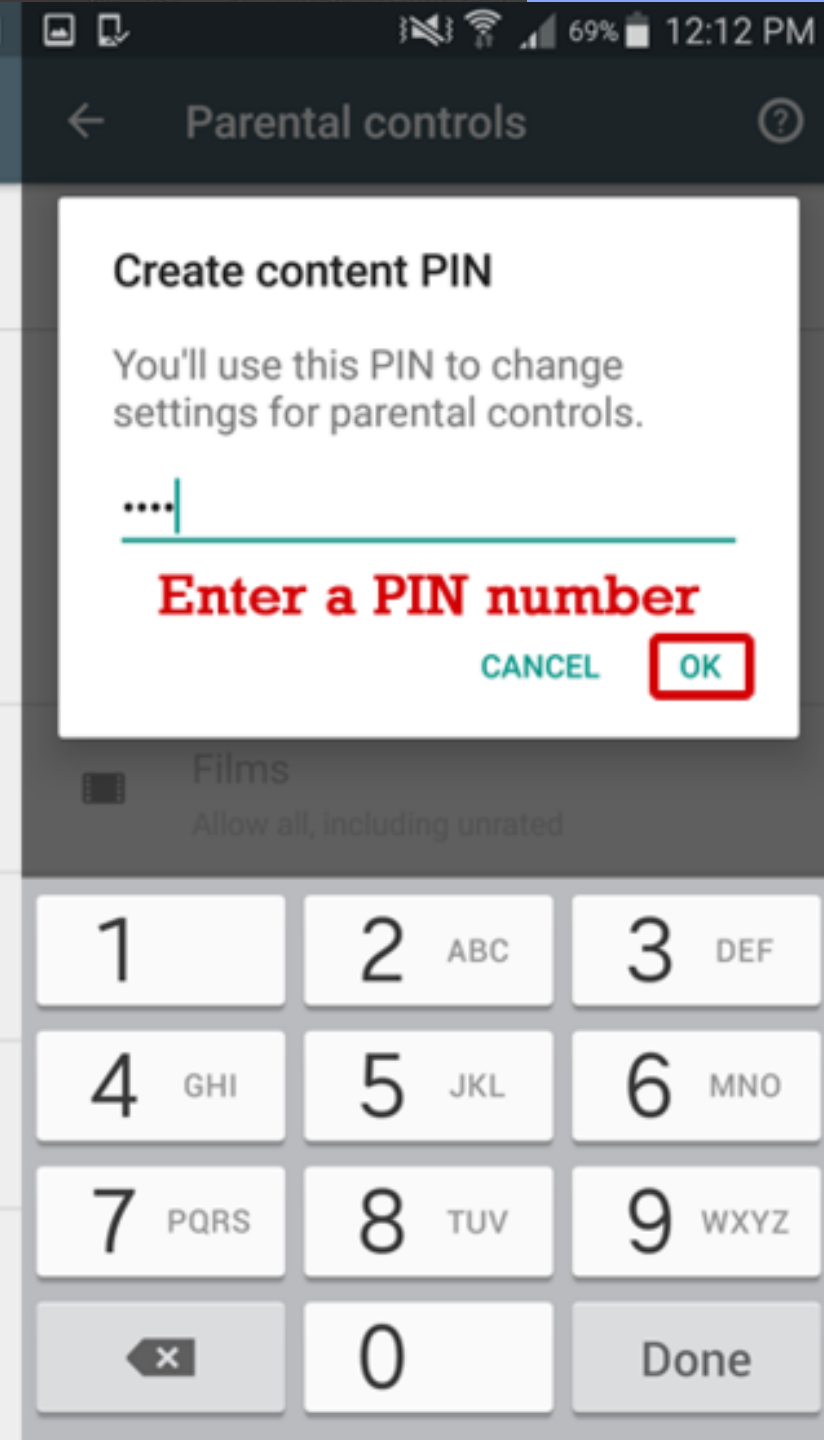 69% 12:12 PM
Parental controls
Create content PIN
You'll use this PIN to change
settings for parental controls.
••••
Enter a PIN number
CANCEL OK
Films
Allow all, including unrated
1 2 ABC 3 DEF
4 GHI 5 JKL 6 MNO
7 PQRS 8 TUV 9 WXYZ
0 Done